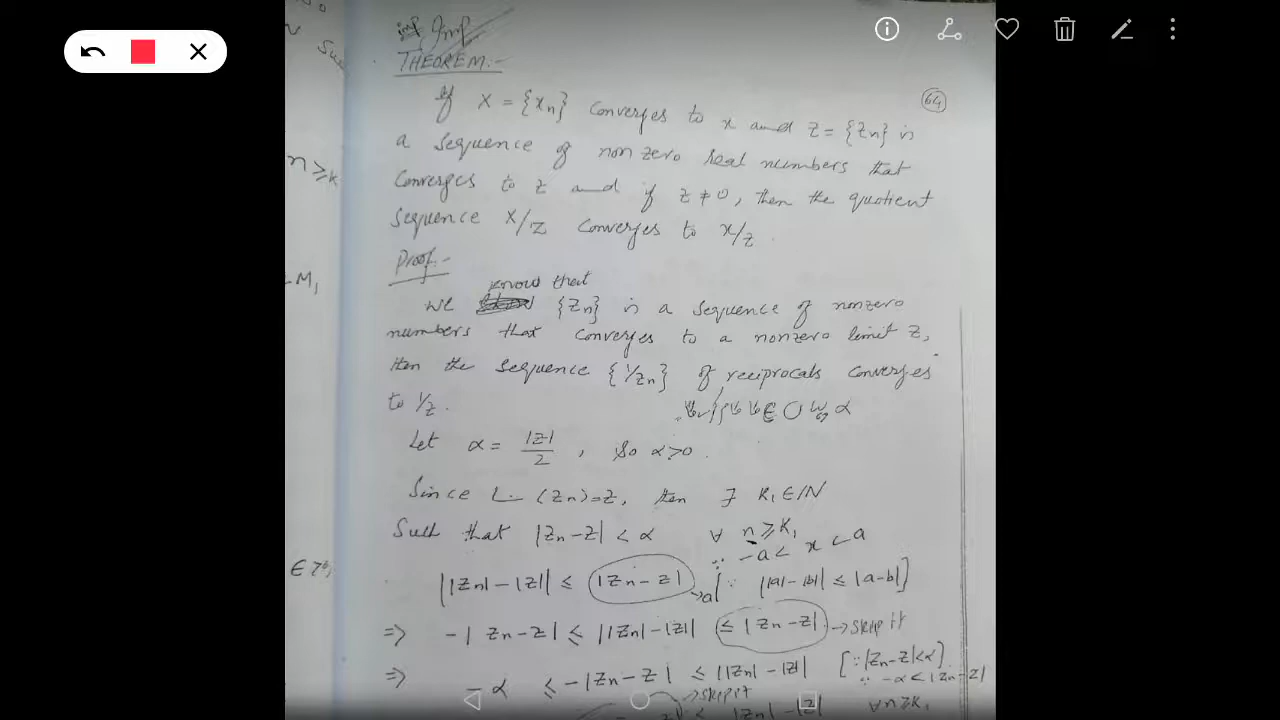 Imp
THEOREM:-
64
If X = {xn} Converges to x and Z = {Zn} is
a sequence of non zero real numbers that
Converges to z and if z ≠ 0, then the quotient
sequence X/Z Converges to x/z.
Proof:-
know that
We {Zn} is a sequence of nonzero
numbers that converges to a nonzero limit z,
then the sequence {1/Zn} of reciprocals converges
to 1/z.
Let α = |z|/2 , So α>0.
Since L (Zn)=z, then ∃ K₁ ∈ N
Such that |Zn-z| < α ∀ n ≥ K₁
∵ -a < x < a
||Zn| - |z|| ≤ |Zn - z| [∵ ||a| - |b|| ≤ |a-b|]
=> -|Zn-z| ≤ ||Zn|-|z|| ≤ |Zn-z| → skip it
=> -α ≤ -|Zn-z| ≤ ||Zn|-|z|| [∵ |Zn-z|<α]
∵ -α < |Zn-z|
→ skip it
||Zn|-|z| ∀ n ≥ K₁
n ≥ K
- M₁